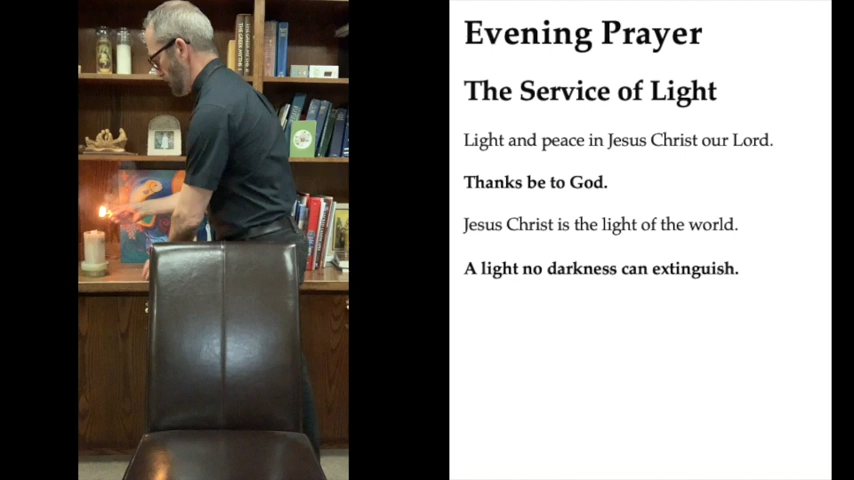 Evening Prayer
The Service of Light
Light and peace in Jesus Christ our Lord.
Thanks be to God.
Jesus Christ is the light of the world.
A light no darkness can extinguish.